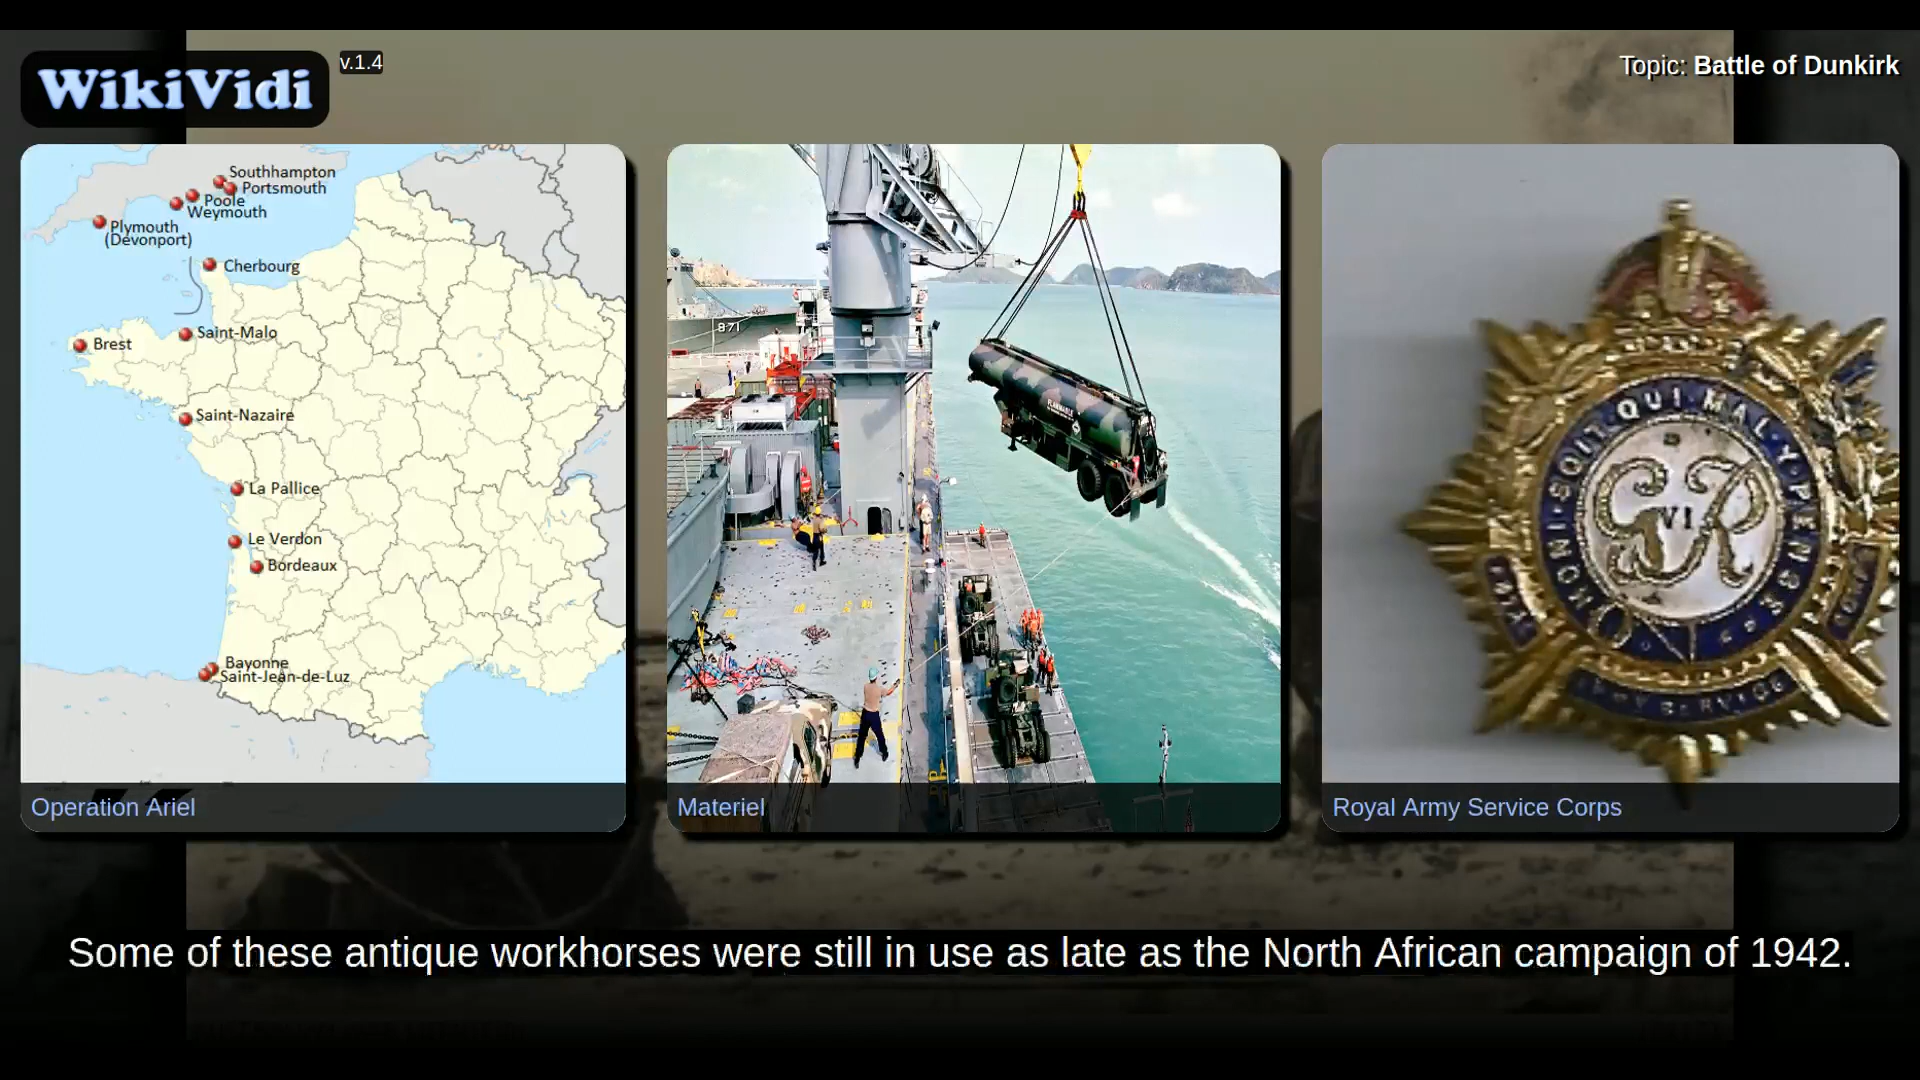 WikiVidi
v.1.4
Topic: Battle of Dunkirk
Southhampton
Portsmouth
Poole
Weymouth
Plymouth
(Devonport)
Cherbourg
Saint-Malo
Brest
Saint-Nazaire
La Pallice
Le Verdon
Bordeaux
Bayonne
Saint-Jean-de-Luz
Operation Ariel
871
FLAMMABLE
Materiel
HONI·SOIT·QUI·MAL·Y·PENSE
GR
VI
Royal Army Service Corps
Some of these antique workhorses were still in use as late as the North African campaign of 1942.